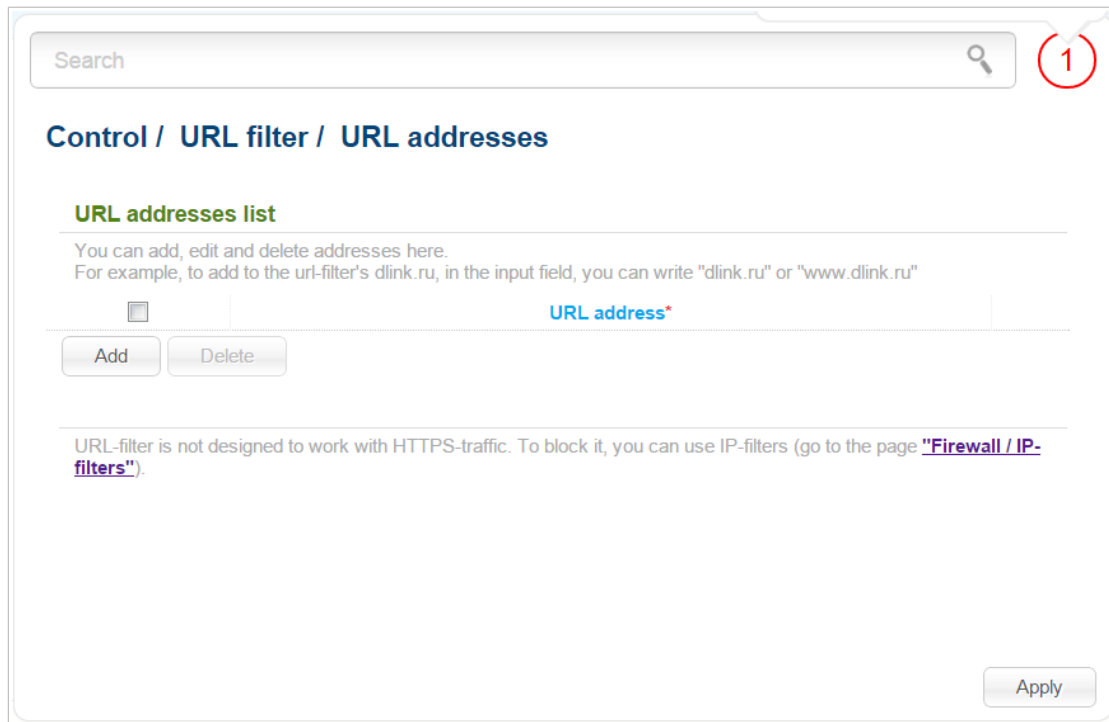 Search
1
Control / URL filter / URL addresses
URL addresses list
You can add, edit and delete addresses here.
For example, to add to the url-filter's dlink.ru, in the input field, you can write "dlink.ru" or "www.dlink.ru"
URL address*
Add Delete
URL-filter is not designed to work with HTTPS-traffic. To block it, you can use IP-filters (go to the page "Firewall / IP-
filters").
Apply